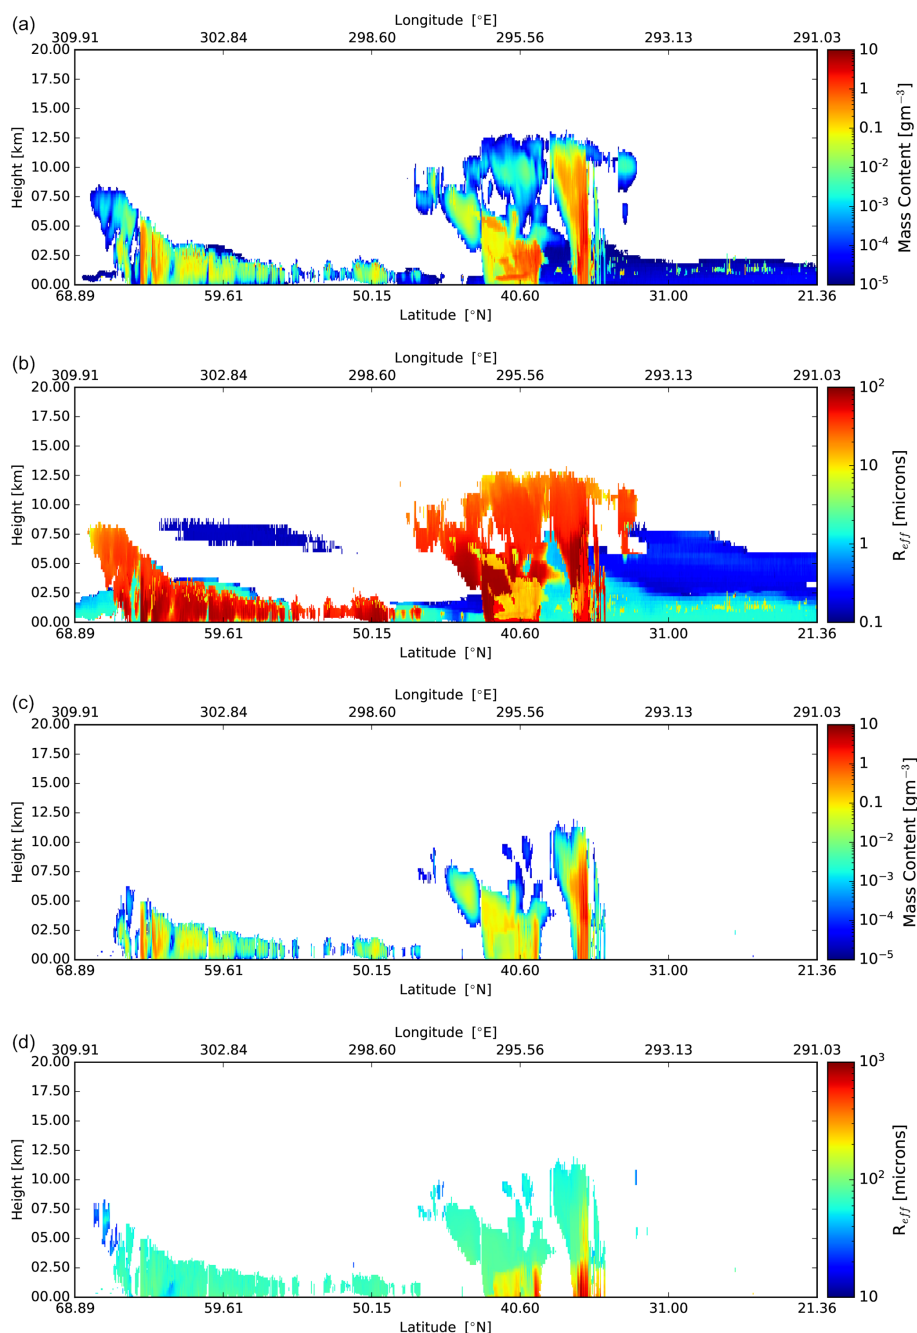 (a)
Longitude [°E]
309.91 302.84 298.60 295.56 293.13 291.03
20.00
17.50
15.00
12.50
10.00
07.50
05.00
02.50
00.00
Height [km]
68.89 59.61 50.15 40.60 31.00 21.36
Latitude [°N]
10
1
0.1
10⁻²
10⁻³
10⁻⁴
10⁻⁵
Mass Content [gm⁻³]
(b)
Longitude [°E]
309.91 302.84 298.60 295.56 293.13 291.03
20.00
17.50
15.00
12.50
10.00
07.50
05.00
02.50
00.00
Height [km]
68.89 59.61 50.15 40.60 31.00 21.36
Latitude [°N]
10²
10
1
0.1
R_eff [microns]
(c)
Longitude [°E]
309.91 302.84 298.60 295.56 293.13 291.03
20.00
17.50
15.00
12.50
10.00
07.50
05.00
02.50
00.00
Height [km]
68.89 59.61 50.15 40.60 31.00 21.36
Latitude [°N]
10
1
0.1
10⁻²
10⁻³
10⁻⁴
10⁻⁵
Mass Content [gm⁻³]
(d)
Longitude [°E]
309.91 302.84 298.60 295.56 293.13 291.03
20.00
17.50
15.00
12.50
10.00
07.50
05.00
02.50
00.00
Height [km]
68.89 59.61 50.15 40.60 31.00 21.36
Latitude [°N]
10³
10²
10
R_eff [microns]